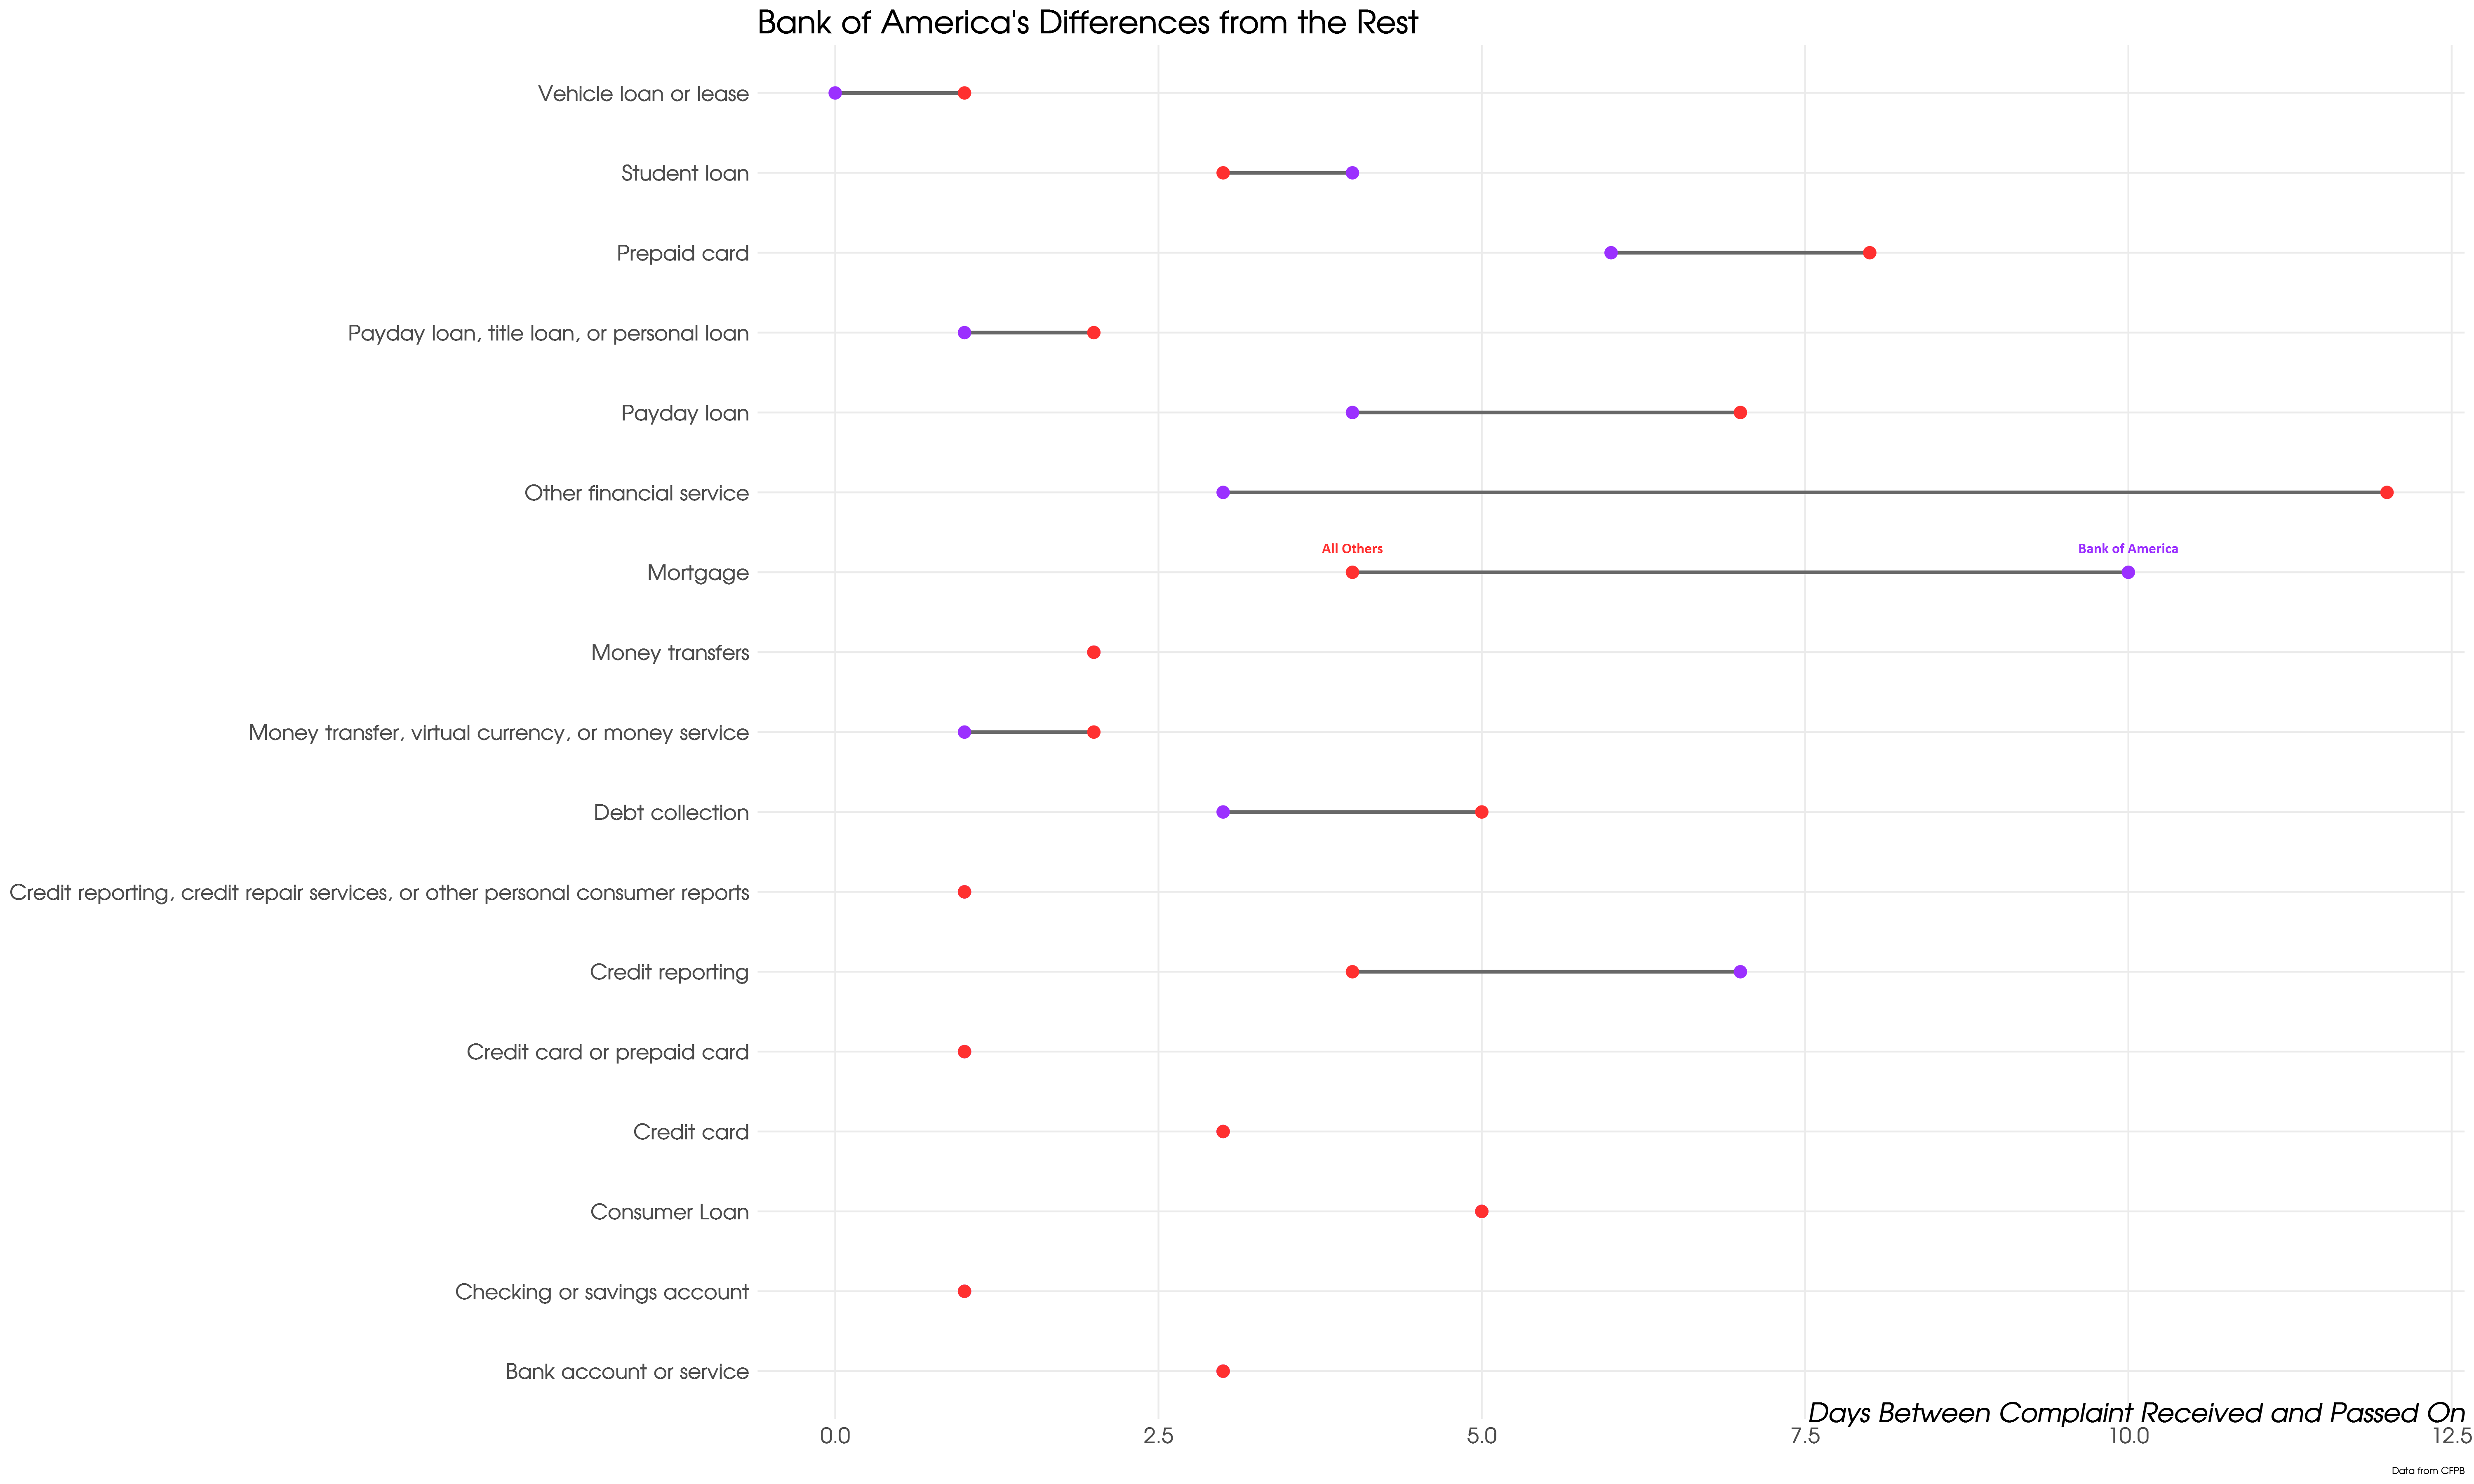 Bank of America's Differences from the Rest
Vehicle loan or lease
Student loan
Prepaid card
Payday loan, title loan, or personal loan
Payday loan
Other financial service
All Others
Bank of America
Mortgage
Money transfers
Money transfer, virtual currency, or money service
Debt collection
Credit reporting, credit repair services, or other personal consumer reports
Credit reporting
Credit card or prepaid card
Credit card
Consumer Loan
Checking or savings account
Bank account or service
Days Between Complaint Received and Passed On
0.0 2.5 5.0 7.5 10.0 12.5
Data from CFPB